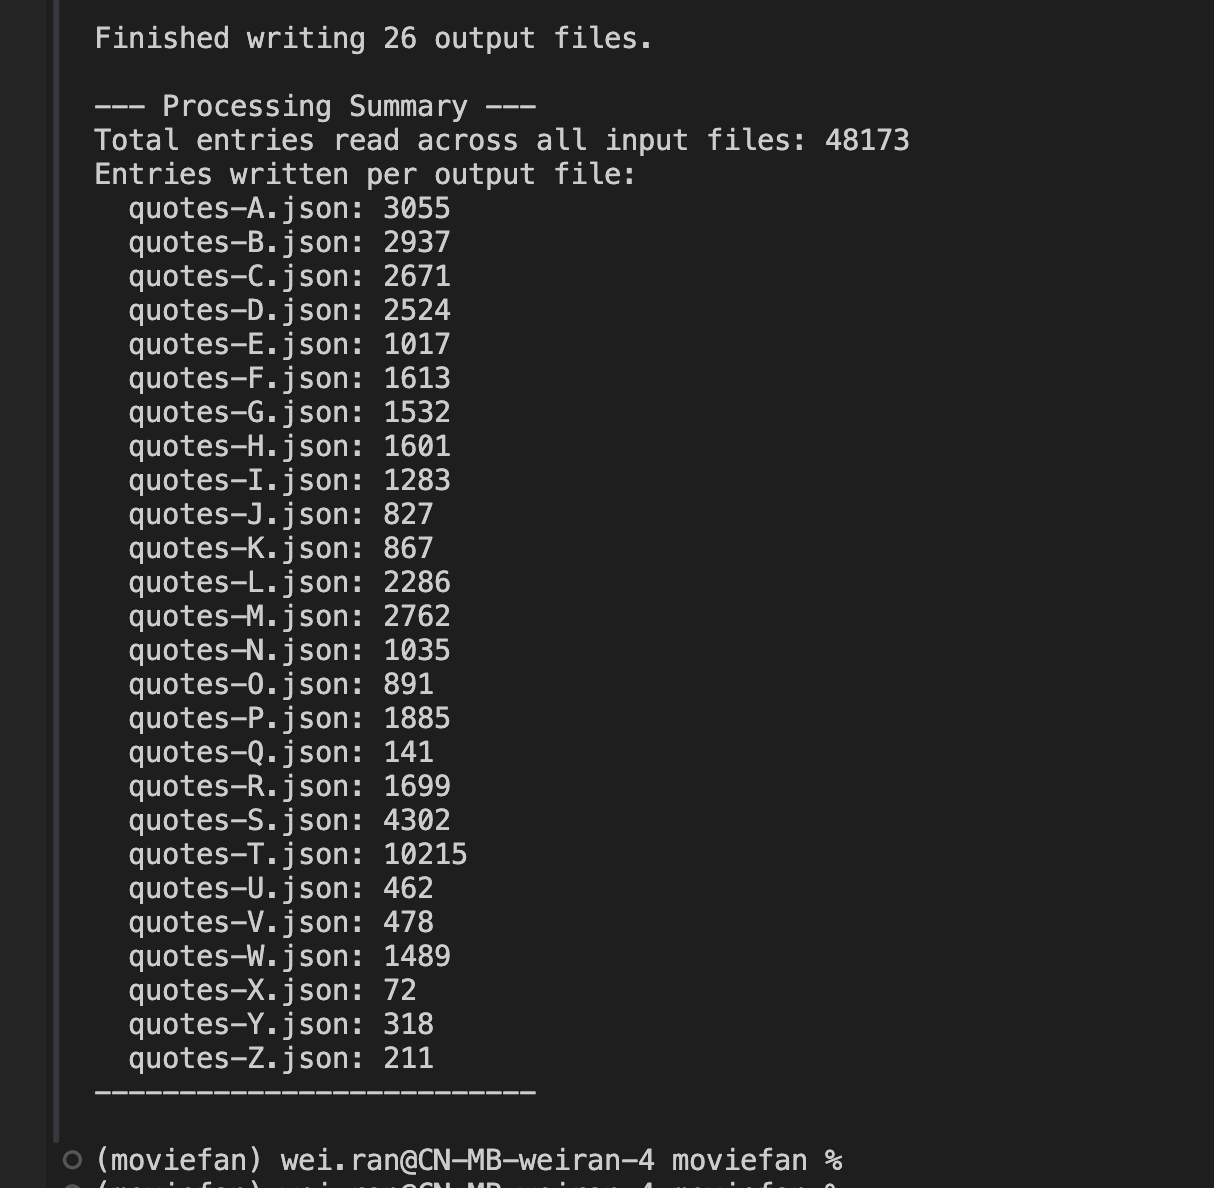 Finished writing 26 output files.
--- Processing Summary ---
Total entries read across all input files: 48173
Entries written per output file:
quotes-A.json: 3055
quotes-B.json: 2937
quotes-C.json: 2671
quotes-D.json: 2524
quotes-E.json: 1017
quotes-F.json: 1613
quotes-G.json: 1532
quotes-H.json: 1601
quotes-I.json: 1283
quotes-J.json: 827
quotes-K.json: 867
quotes-L.json: 2286
quotes-M.json: 2762
quotes-N.json: 1035
quotes-O.json: 891
quotes-P.json: 1885
quotes-Q.json: 141
quotes-R.json: 1699
quotes-S.json: 4302
quotes-T.json: 10215
quotes-U.json: 462
quotes-V.json: 478
quotes-W.json: 1489
quotes-X.json: 72
quotes-Y.json: 318
quotes-Z.json: 211
--------------------------
(moviefan) wei.ran@CN-MB-weiran-4 moviefan %